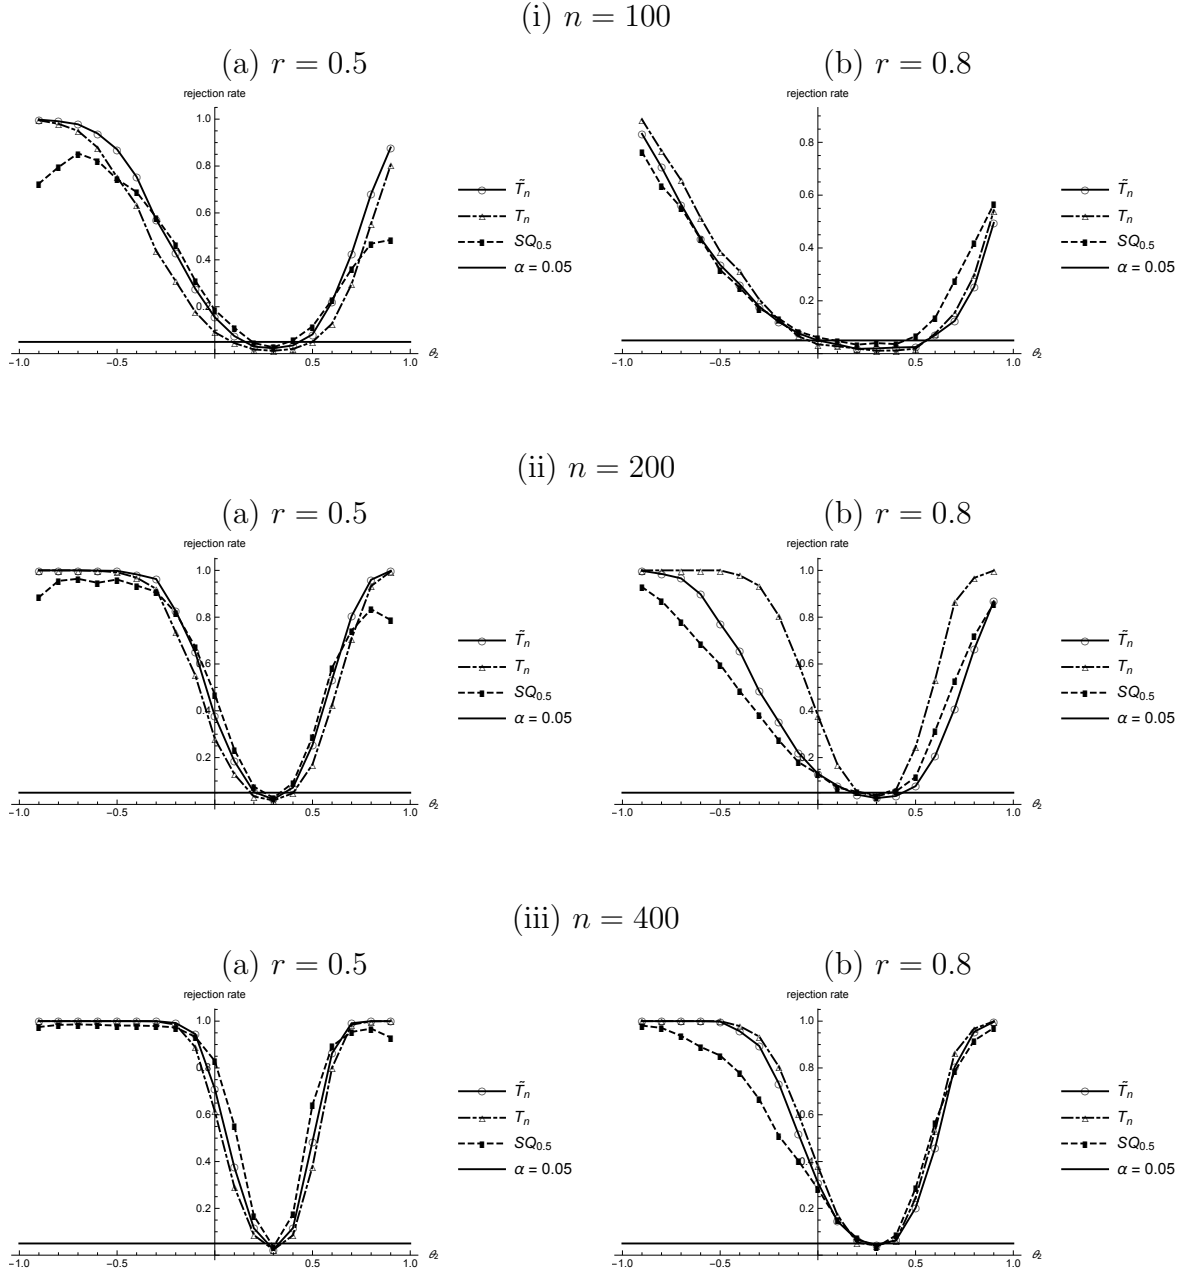 (i) n = 100
(a) r = 0.5
rejection rate
1.0
0.8
0.6
0.4
0.2
−1.0 −0.5 0.5 1.0 θ₂
T̃ₙ
Tₙ
SQ₀.₅
α = 0.05
(b) r = 0.8
rejection rate
0.8
0.6
0.4
0.2
−1.0 −0.5 0.5 1.0 θ₂
T̃ₙ
Tₙ
SQ₀.₅
α = 0.05
(ii) n = 200
(a) r = 0.5
rejection rate
1.0
0.8
0.6
0.4
0.2
−1.0 −0.5 0.5 1.0 θ₂
T̃ₙ
Tₙ
SQ₀.₅
α = 0.05
(b) r = 0.8
rejection rate
1.0
0.8
0.6
0.4
0.2
−1.0 −0.5 0.5 1.0 θ₂
T̃ₙ
Tₙ
SQ₀.₅
α = 0.05
(iii) n = 400
(a) r = 0.5
rejection rate
1.0
0.8
0.6
0.4
0.2
−1.0 −0.5 0.5 1.0 θ₂
T̃ₙ
Tₙ
SQ₀.₅
α = 0.05
(b) r = 0.8
rejection rate
1.0
0.8
0.6
0.4
0.2
−1.0 −0.5 0.5 1.0 θ₂
T̃ₙ
Tₙ
SQ₀.₅
α = 0.05